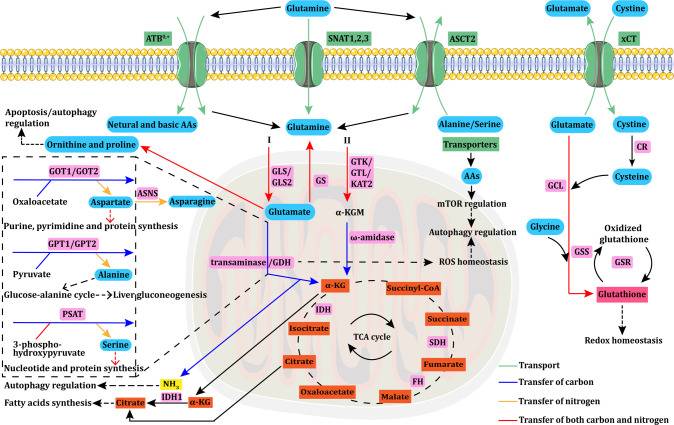 Glutamine
Glutamate
Cystine
ATB⁰,⁺
SNAT1,2,3
ASCT2
xCT
Apoptosis/autophagy
regulation
Netural and basic AAs
Glutamine
Alanine/Serine
Glutamate
Cystine
Ornithine and proline
I
II
Transporters
CR
GOT1/GOT2
GLS/
GLS2
GS
GTK/
GTL/
KAT2
AAs
Cysteine
Oxaloacetate
ASNS
GCL
Aspartate
Asparagine
Glutamate
α-KGM
mTOR regulation
Purine, pyrimidine and protein synthesis
Glycine
Autophagy regulation
Oxidized
glutathione
GPT1/GPT2
ω-amidase
GSS
GSR
Pyruvate
Alanine
transaminase/GDH
ROS homeostasis
α-KG
Succinyl-CoA
Glutathione
Glucose-alanine cycle
Liver gluconeogenesis
IDH
PSAT
Isocitrate
Succinate
Redox homeostasis
TCA cycle
SDH
3-phospho-
hydroxypyruvate
Serine
Citrate
Fumarate
Nucleotide and protein synthesis
Transport
FH
Autophagy regulation
NH₃
Oxaloacetate
Malate
Transfer of carbon
IDH1
Transfer of nitrogen
Fatty acids synthesis
Citrate
α-KG
Transfer of both carbon and nitrogen